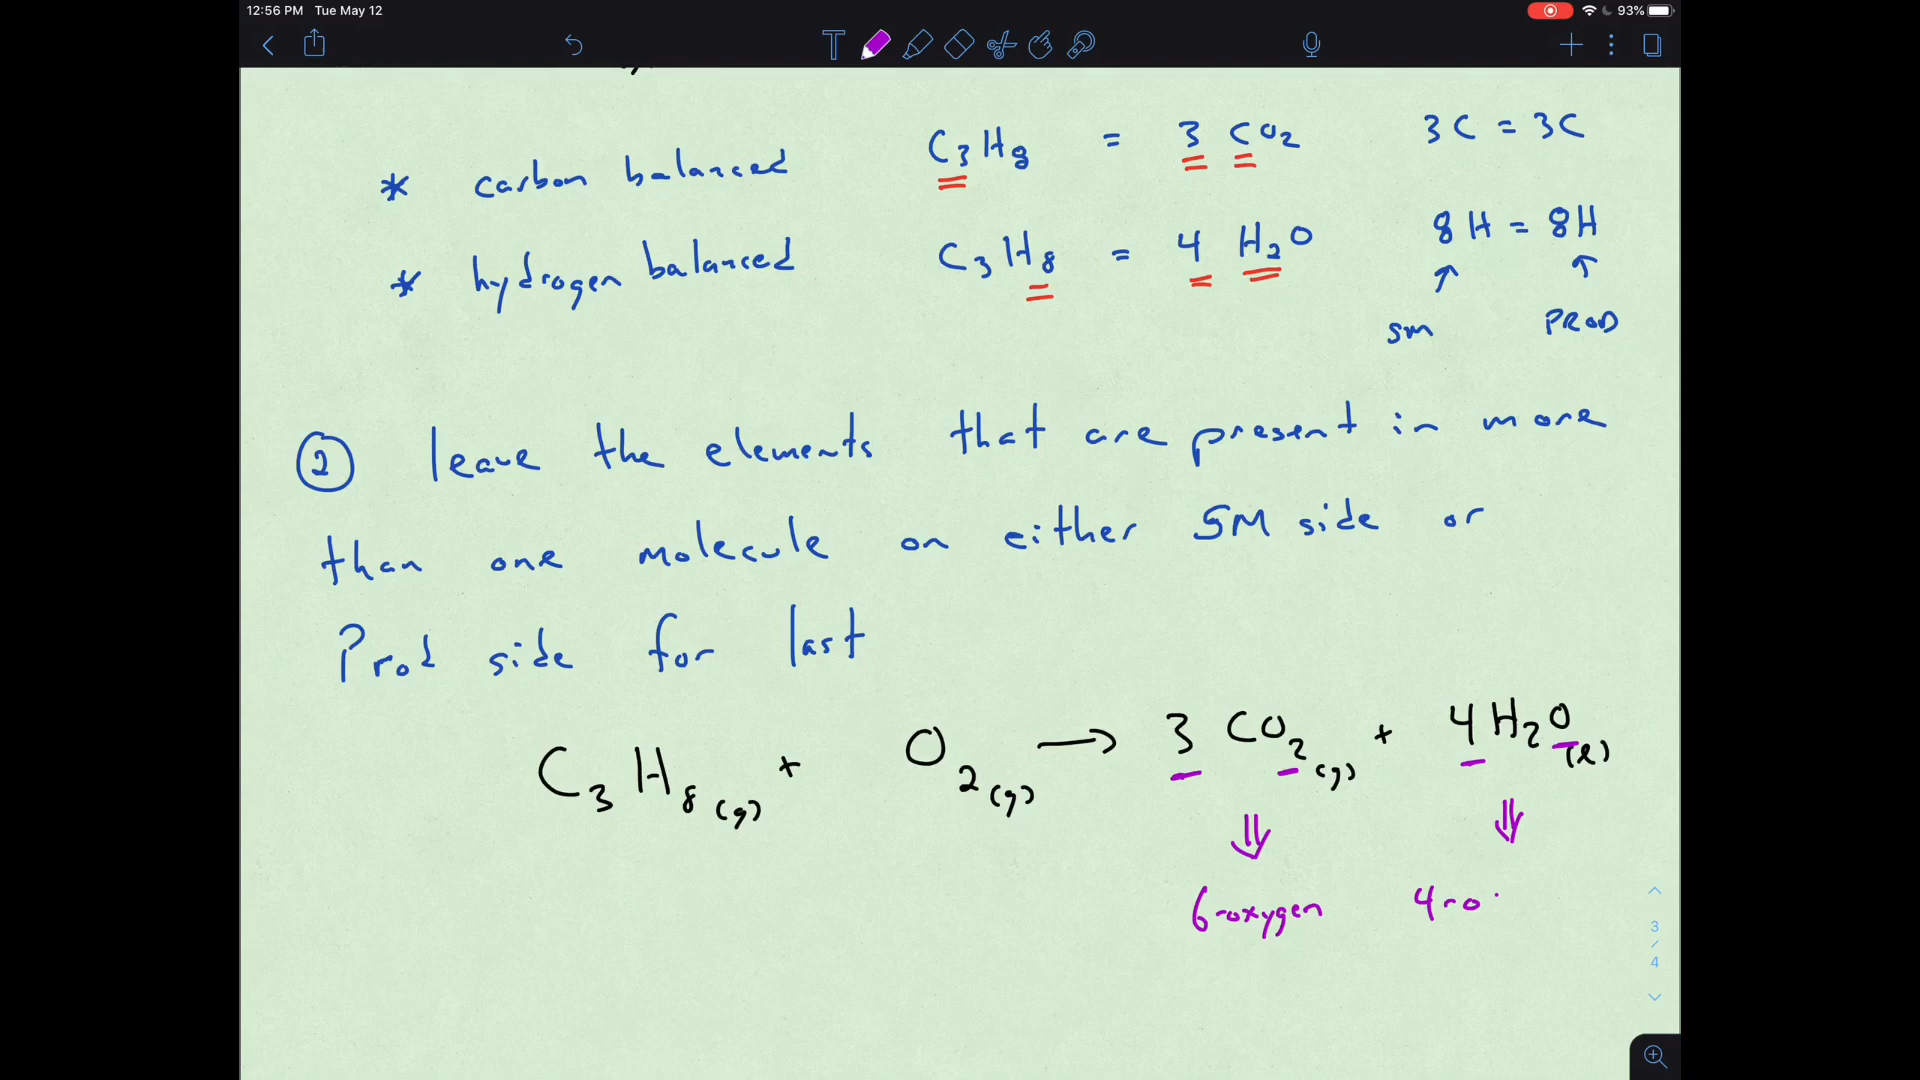 12:56 PM Tue May 12
93%
* carbon balanced C₃H₈ = 3 CO₂ 3C = 3C
* hydrogen balanced C₃H₈ = 4 H₂O 8H = 8H
SM PROD
② leave the elements that are present in more
than one molecule on either SM side or
Prod side for last
C₃H₈(g) + O₂(g) → 3 CO₂(g) + 4H₂O(l)
6 oxygen 4 o
3
/
4